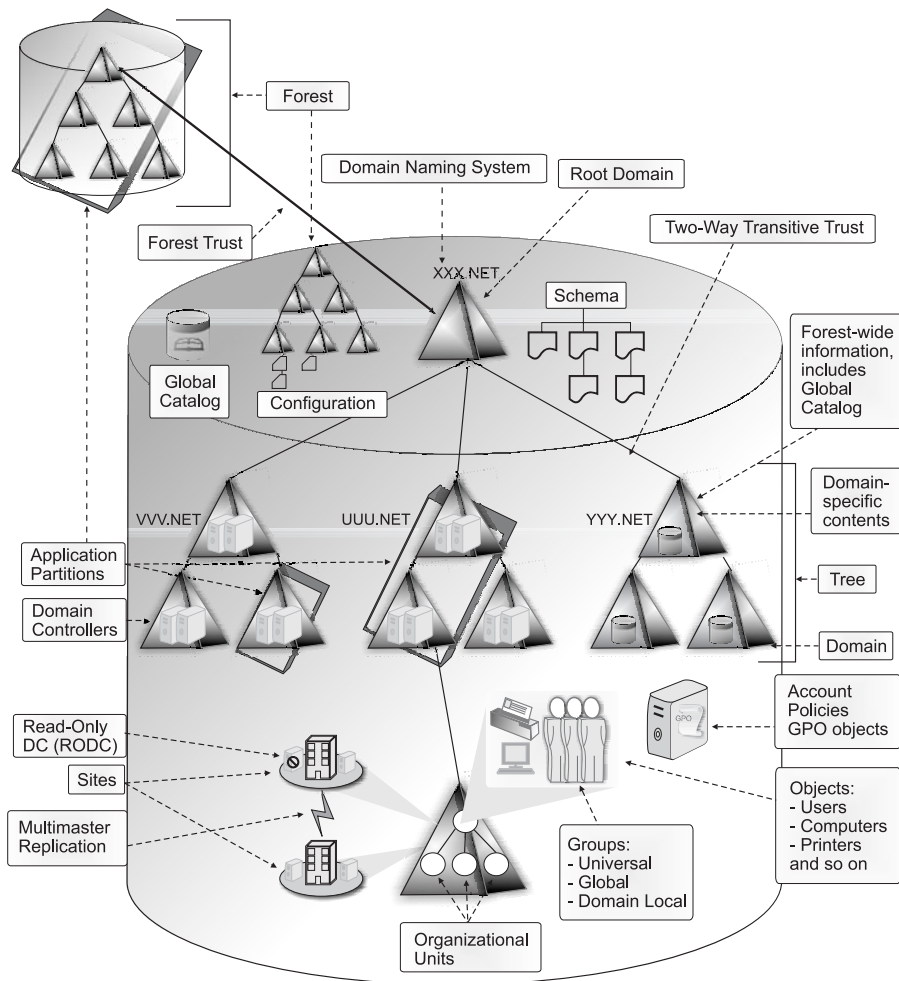 Forest
Domain Naming System
Root Domain
Forest Trust
Two-Way Transitive Trust
XXX.NET
Schema
Forest-wide
information,
includes
Global
Catalog
Global
Catalog
Configuration
Domain-
specific
contents
VVV.NET
UUU.NET
YYY.NET
Application
Partitions
Tree
Domain
Controllers
Domain
Account
Policies
GPO objects
GPO
Read-Only
DC (RODC)
Sites
Multimaster
Replication
Objects:
- Users
- Computers
- Printers
and so on
Groups:
- Universal
- Global
- Domain Local
Organizational
Units